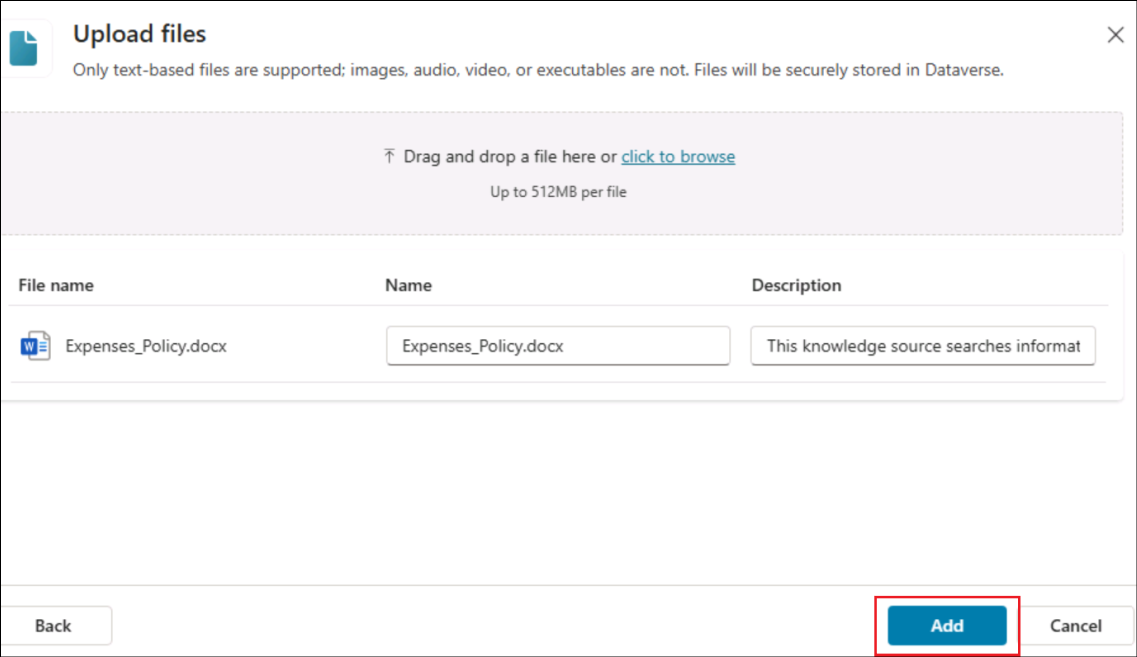 Upload files
Only text-based files are supported; images, audio, video, or executables are not. Files will be securely stored in Dataverse.
Drag and drop a file here or click to browse
Up to 512MB per file
File name Name Description
W Expenses_Policy.docx Expenses_Policy.docx This knowledge source searches informat
Back Add Cancel